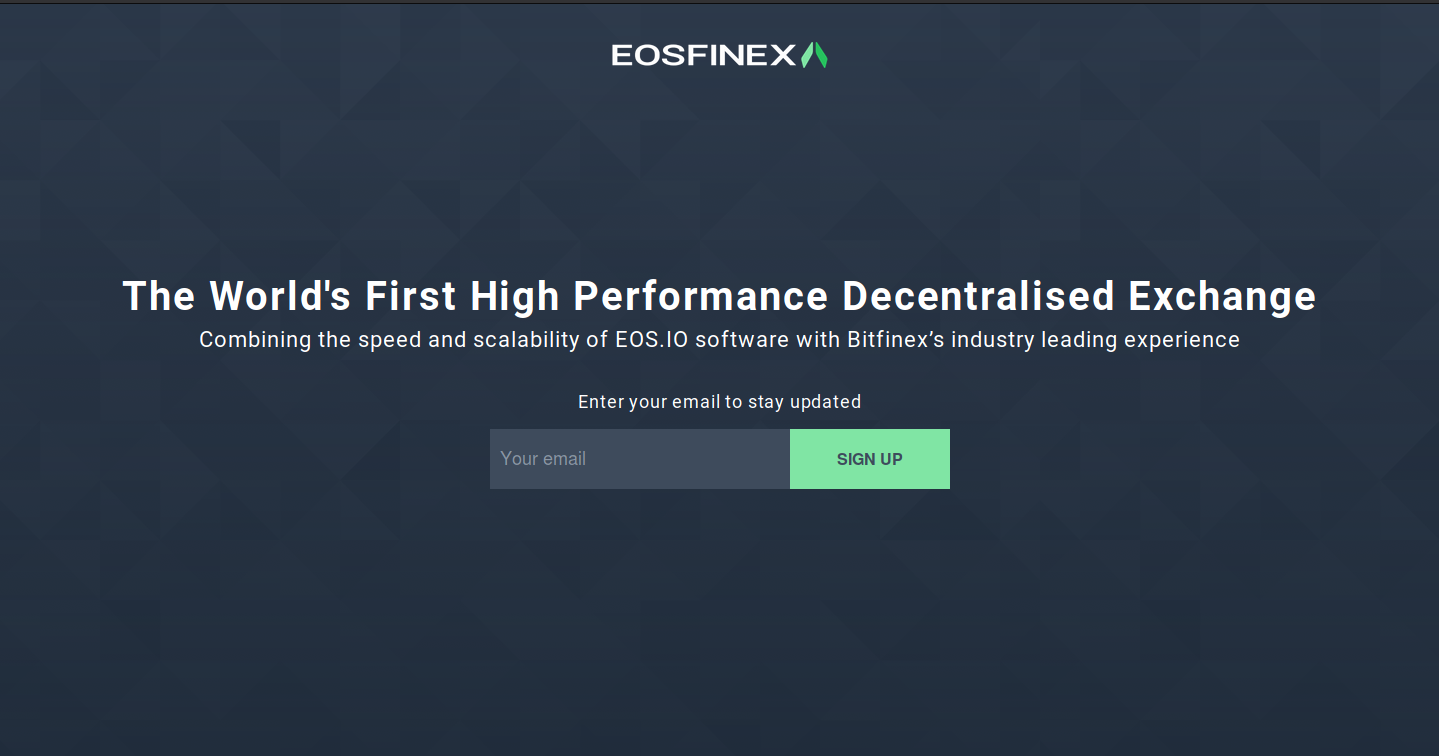 EOSFINEX
The World's First High Performance Decentralised Exchange
Combining the speed and scalability of EOS.IO software with Bitfinex’s industry leading experience
Enter your email to stay updated
Your email
SIGN UP